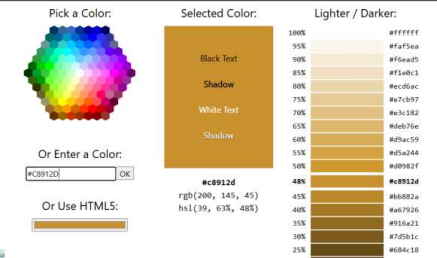 Pick a Color:
Or Enter a Color:
#C8912D OK
Or Use HTML5:
Selected Color:
Black Text
Shadow
White Text
Shadow
#c8912d
rgb(200, 145, 45)
hsl(39, 63%, 48%)
Lighter / Darker:
100% #ffffff
95% #faf5ea
90% #f6ead5
85% #f1e0c1
80% #ecd6ac
75% #e7cb97
70% #e3c182
65% #deb76e
60% #d9ac59
55% #d5a244
50% #d0982f
48% #c8912d
45% #bb882a
40% #a67926
35% #916a21
30% #7d5b1c
25% #684c18